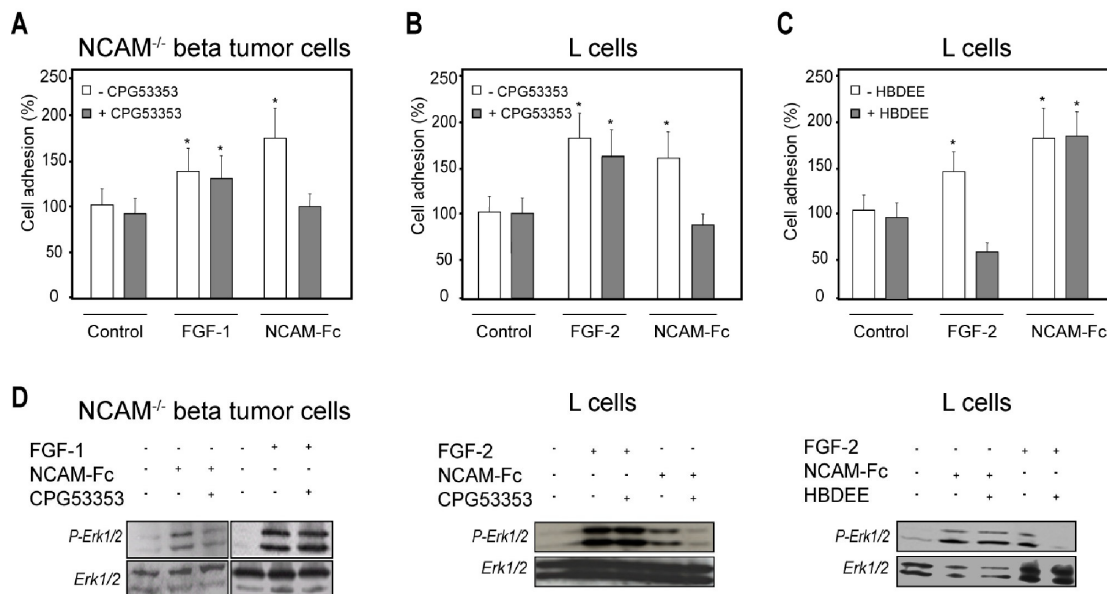 A
NCAM-/- beta tumor cells
Cell adhesion (%)
250
200
150
100
50
0
- CPG53353
+ CPG53353
* * *
Control FGF-1 NCAM-Fc
B
L cells
Cell adhesion (%)
250
200
150
100
50
0
- CPG53353
+ CPG53353
* * *
Control FGF-2 NCAM-Fc
C
L cells
Cell adhesion (%)
250
200
150
100
50
0
- HBDEE
+ HBDEE
* * *
Control FGF-2 NCAM-Fc
D
NCAM-/- beta tumor cells
FGF-1 - - - - + +
NCAM-Fc - + + - - -
CPG53353 - - + - - +
P-Erk1/2
Erk1/2
L cells
FGF-2 - + + - -
NCAM-Fc - - - + +
CPG53353 - - + - +
P-Erk1/2
Erk1/2
L cells
FGF-2 - - - + +
NCAM-Fc - + + - -
HBDEE - - + - +
P-Erk1/2
Erk1/2